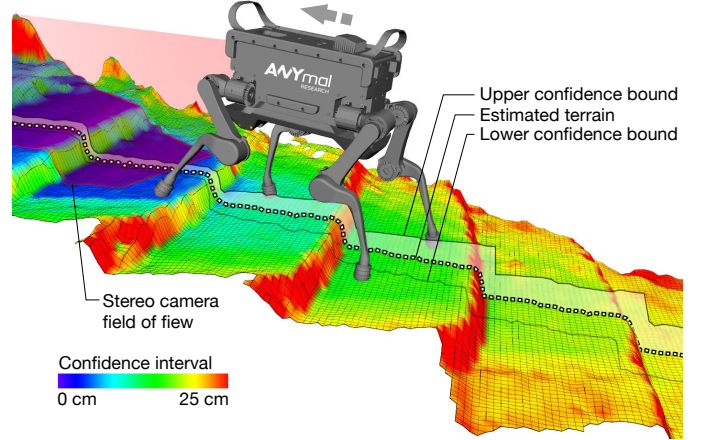 ANYmal
RESEARCH
Upper confidence bound
Estimated terrain
Lower confidence bound
Stereo camera
field of fiew
Confidence interval
0 cm 25 cm